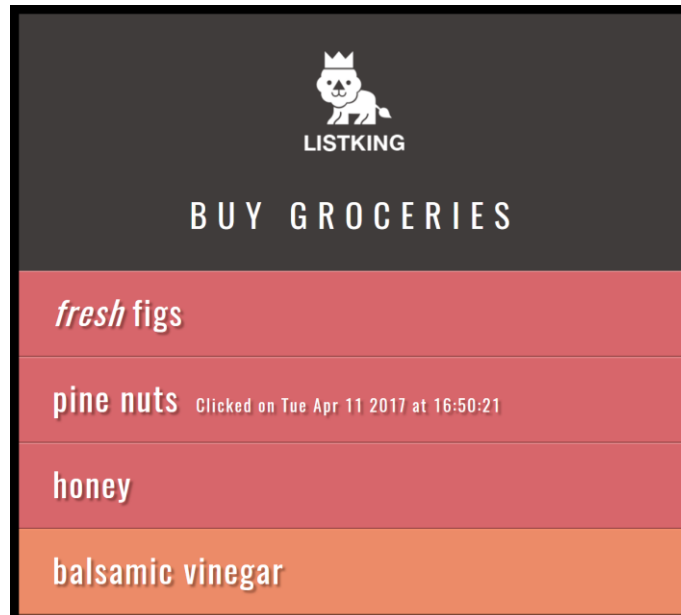 LISTKING
BUY GROCERIES
fresh figs
pine nuts Clicked on Tue Apr 11 2017 at 16:50:21
honey
balsamic vinegar